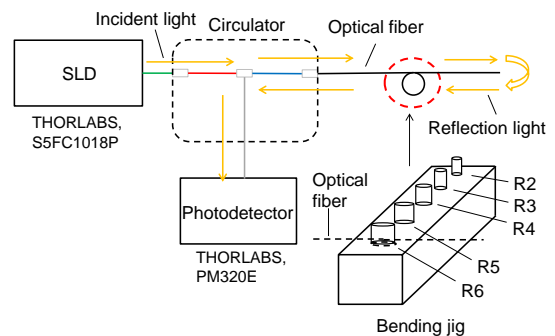 Incident light
Circulator
Optical fiber
SLD
THORLABS,
S5FC1018P
Reflection light
Photodetector
THORLABS,
PM320E
Optical
fiber
R2
R3
R4
R5
R6
Bending jig